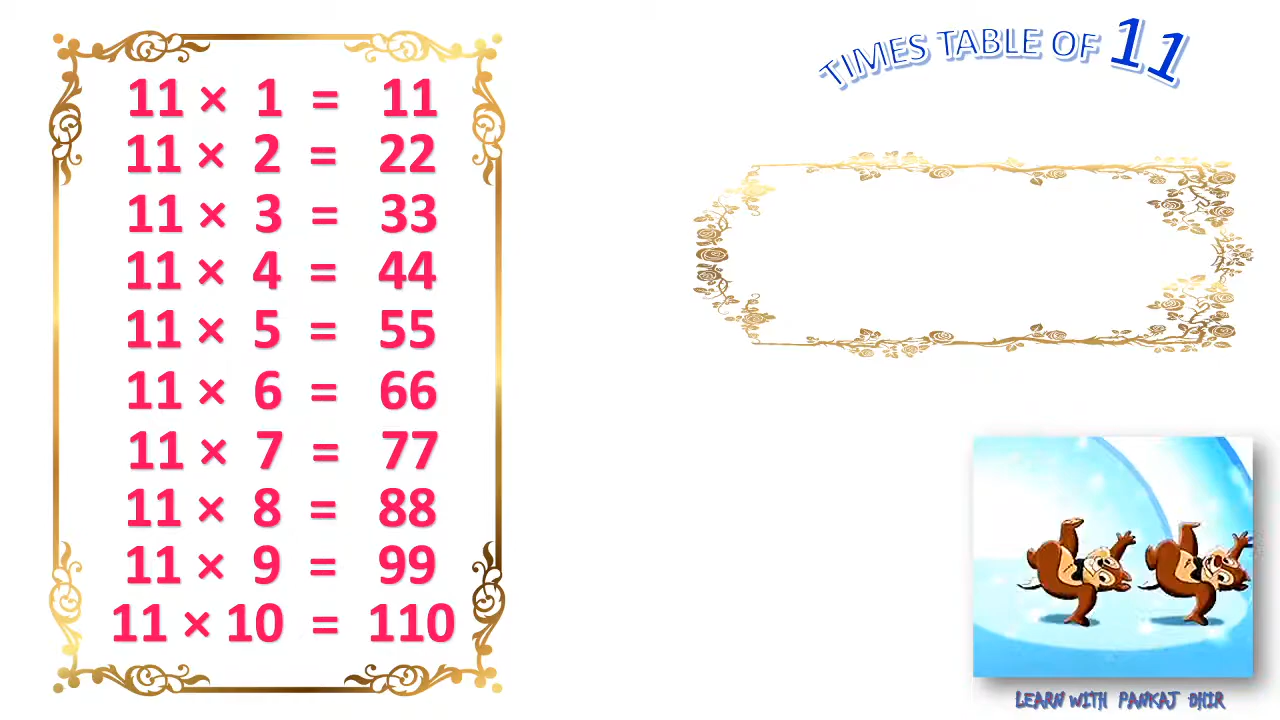 TIMES TABLE OF 11
11 × 1 = 11
11 × 2 = 22
11 × 3 = 33
11 × 4 = 44
11 × 5 = 55
11 × 6 = 66
11 × 7 = 77
11 × 8 = 88
11 × 9 = 99
11 × 10 = 110
LEARN WITH PANKAJ DHIR